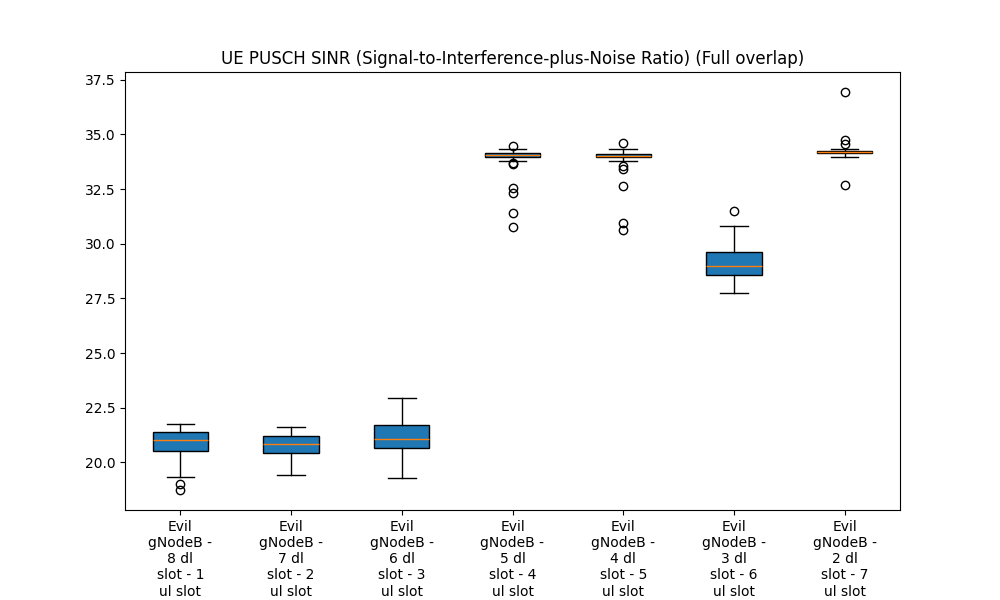 UE PUSCH SINR (Signal-to-Interference-plus-Noise Ratio) (Full overlap)
37.5
35.0
32.5
30.0
27.5
25.0
22.5
20.0
Evil
gNodeB -
8 dl
slot - 1
ul slot
Evil
gNodeB -
7 dl
slot - 2
ul slot
Evil
gNodeB -
6 dl
slot - 3
ul slot
Evil
gNodeB -
5 dl
slot - 4
ul slot
Evil
gNodeB -
4 dl
slot - 5
ul slot
Evil
gNodeB -
3 dl
slot - 6
ul slot
Evil
gNodeB -
2 dl
slot - 7
ul slot